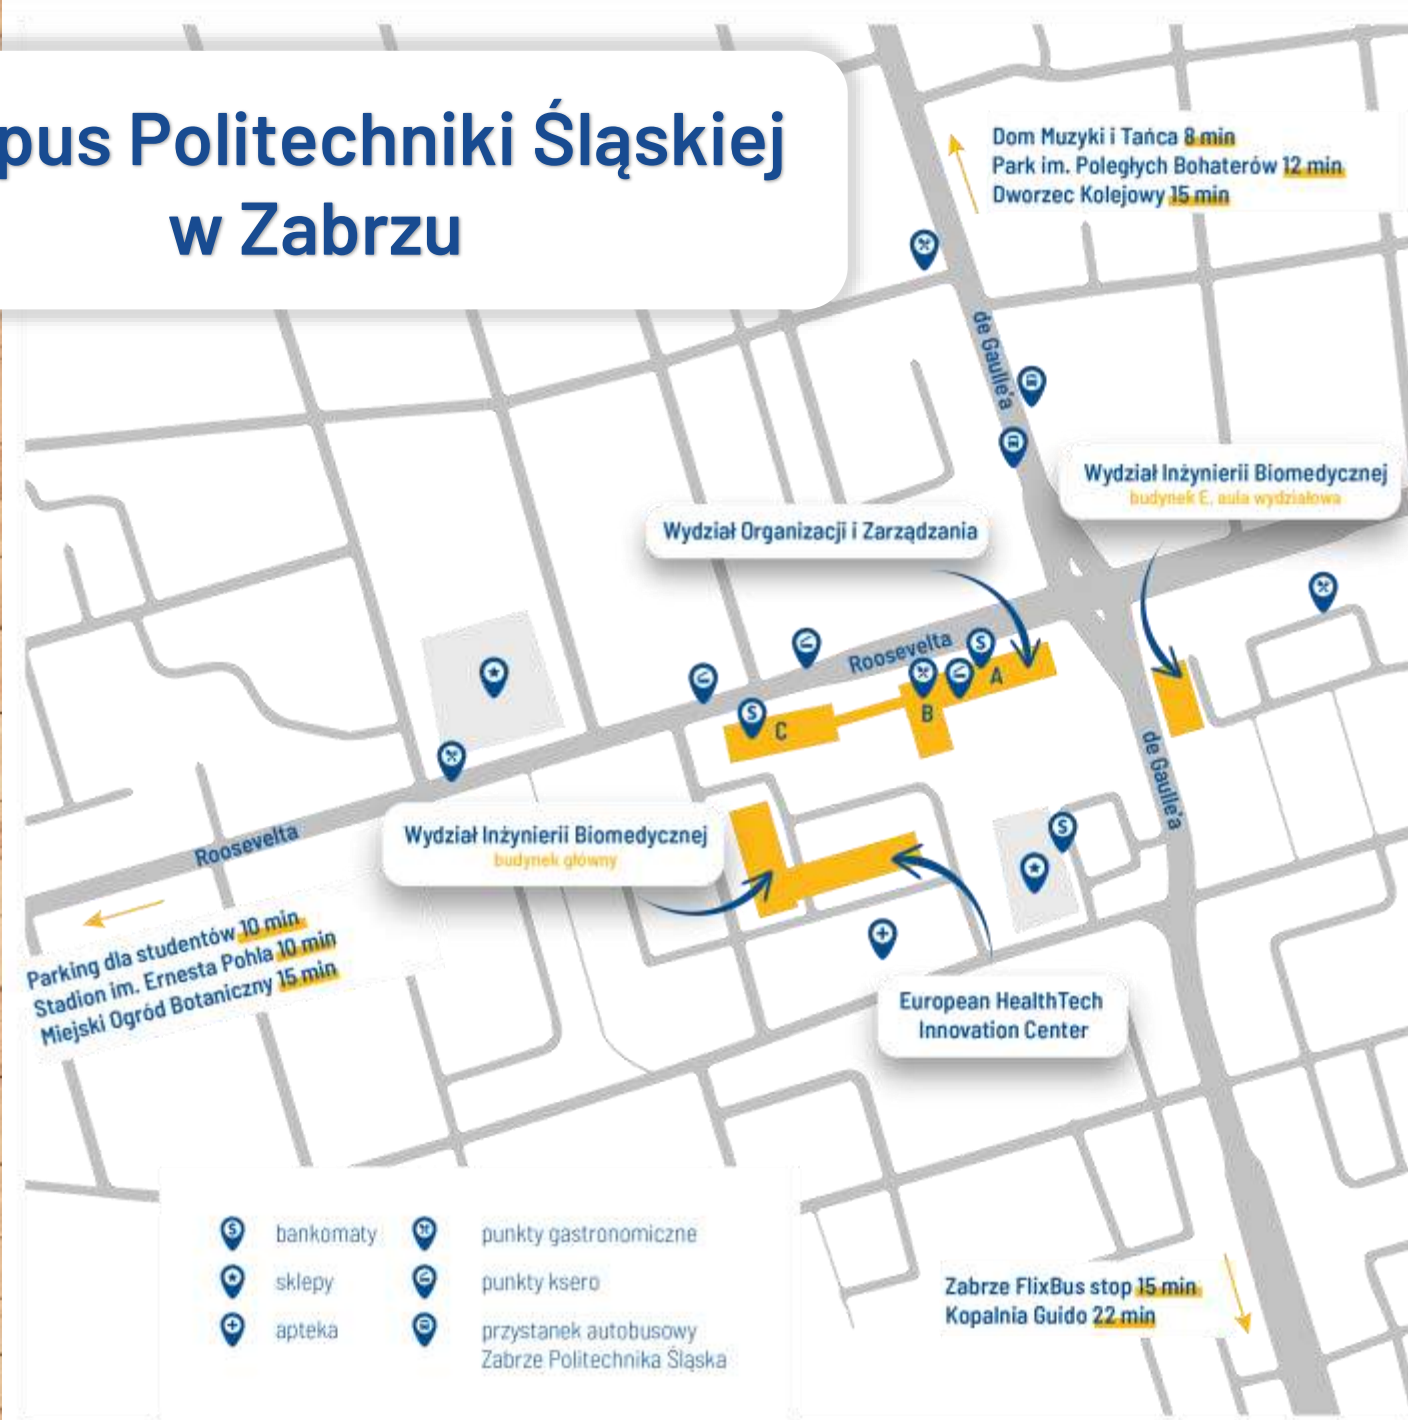 pus Politechniki Śląskiej
w Zabrzu
Dom Muzyki i Tańca 8 min
Park im. Poległych Bohaterów 12 min
Dworzec Kolejowy 15 min
de Gaulle'a
Wydział Inżynierii Biomedycznej
budynek E, aula wydziałowa
Wydział Organizacji i Zarządzania
Roosevelta
A
B
C
de Gaulle'a
Wydział Inżynierii Biomedycznej
budynek główny
Roosevelta
Parking dla studentów 10 min
Stadion im. Ernesta Pohla 10 min
Miejski Ogród Botaniczny 15 min
European HealthTech
Innovation Center
bankomaty
sklepy
apteka
punkty gastronomiczne
punkty ksero
przystanek autobusowy
Zabrze Politechnika Śląska
Zabrze FlixBus stop 15 min
Kopalnia Guido 22 min